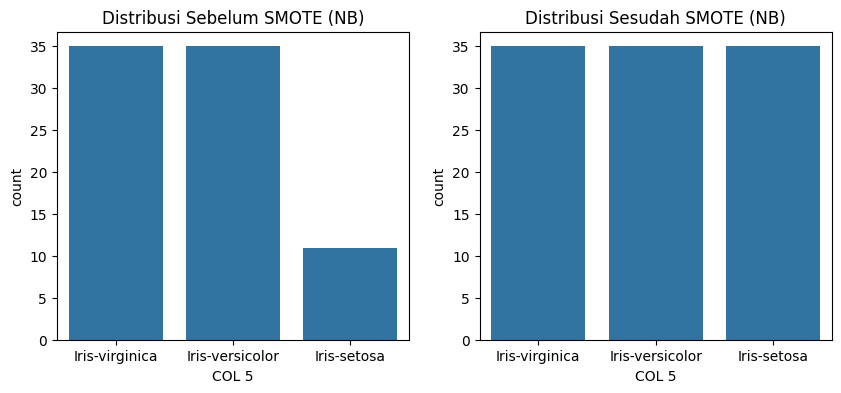 Distribusi Sebelum SMOTE (NB)
35
30
25
20
15
10
5
0
count
Iris-virginica Iris-versicolor Iris-setosa
COL 5
Distribusi Sesudah SMOTE (NB)
35
30
25
20
15
10
5
0
count
Iris-virginica Iris-versicolor Iris-setosa
COL 5